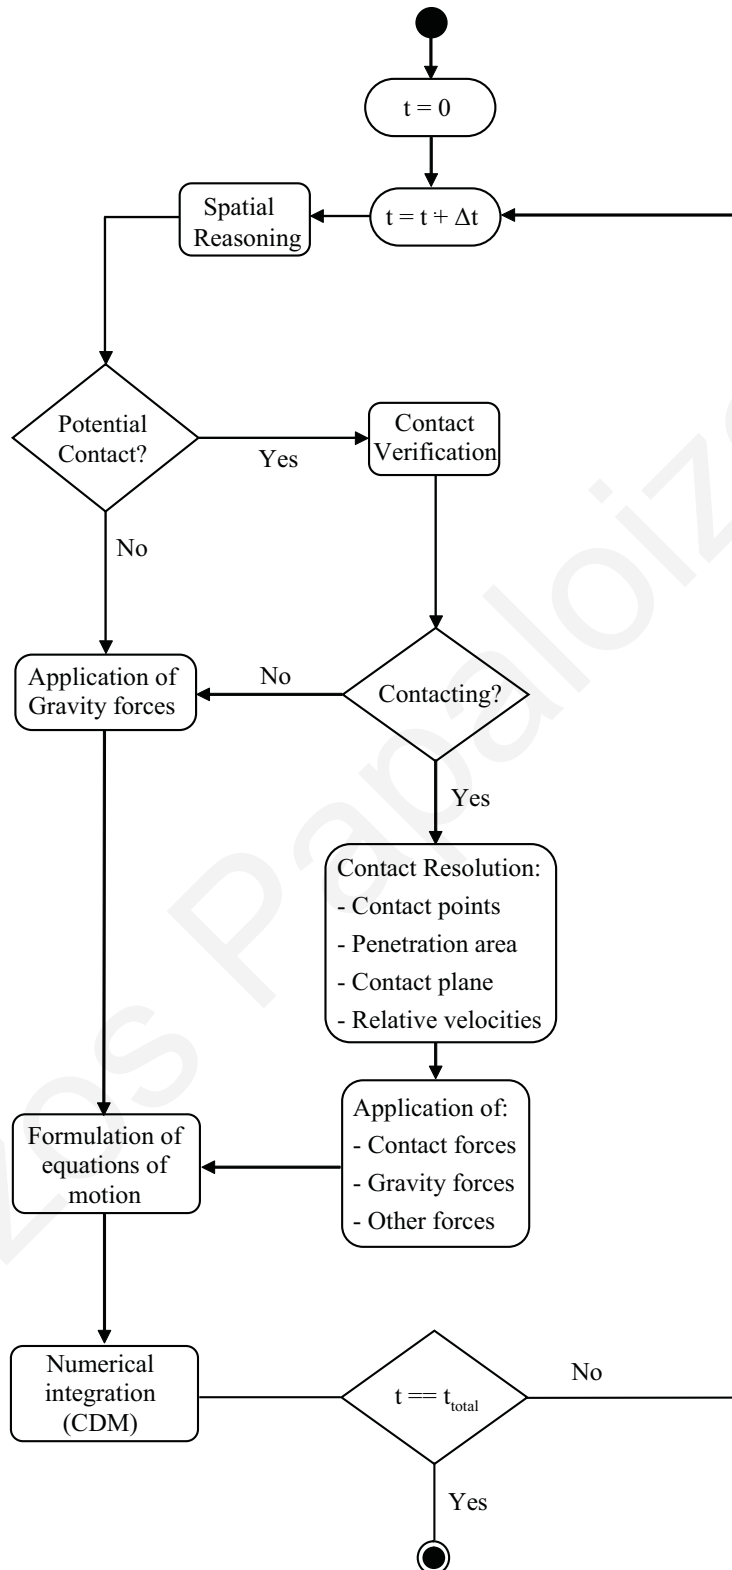 t = 0
t = t + Δt
Spatial
Reasoning
Potential
Contact?
Yes
Contact
Verification
No
Application of
Gravity forces
No
Contacting?
Yes
Contact Resolution:
- Contact points
- Penetration area
- Contact plane
- Relative velocities
Application of:
- Contact forces
- Gravity forces
- Other forces
Formulation of
equations of
motion
Numerical
integration
(CDM)
t == t_total
No
Yes